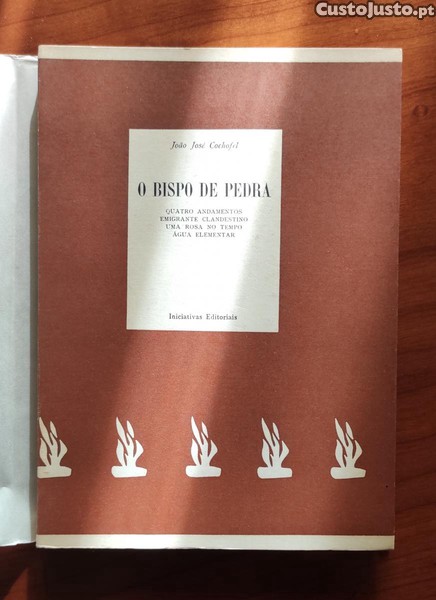 CustoJusto.pt
João José Cochofel
O BISPO DE PEDRA
QUATRO ANDAMENTOS
EMIGRANTE CLANDESTINO
UMA ROSA NO TEMPO
ÁGUA ELEMENTAR
Iniciativas Editoriais